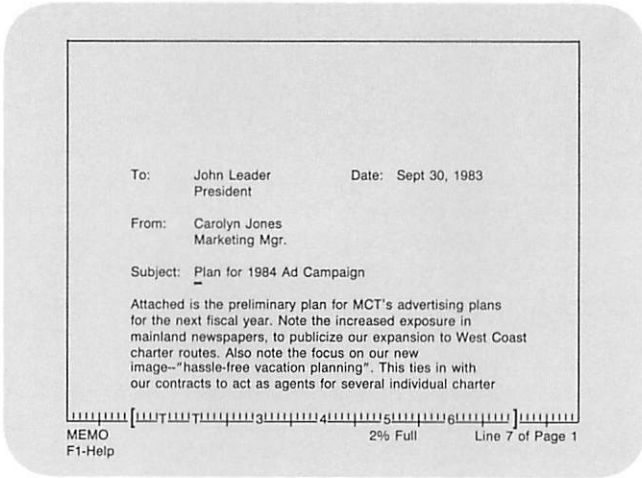 To: John Leader Date: Sept 30, 1983
President
From: Carolyn Jones
Marketing Mgr.
Subject: Plan for 1984 Ad Campaign
Attached is the preliminary plan for MCT's advertising plans
for the next fiscal year. Note the increased exposure in
mainland newspapers, to publicize our expansion to West Coast
charter routes. Also note the focus on our new
image--"hassle-free vacation planning". This ties in with
our contracts to act as agents for several individual charter
[ T T 3 4 5 6 ]
MEMO 2% Full Line 7 of Page 1
F1-Help